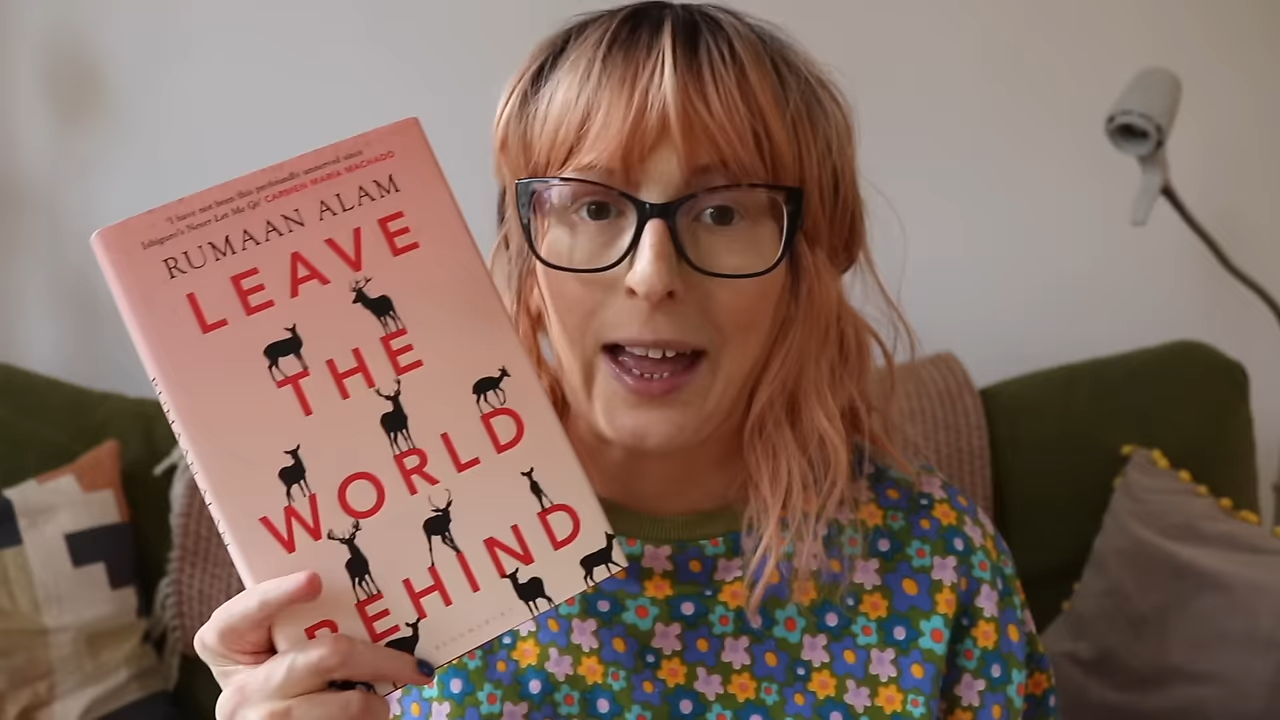 'I have not been this profoundly unnerved since
Ishiguro's Never Let Me Go' CARMEN MARIA MACHADO
RUMAAN ALAM
LEAVE
THE
WORLD
BEHIND
BLOOMSBURY